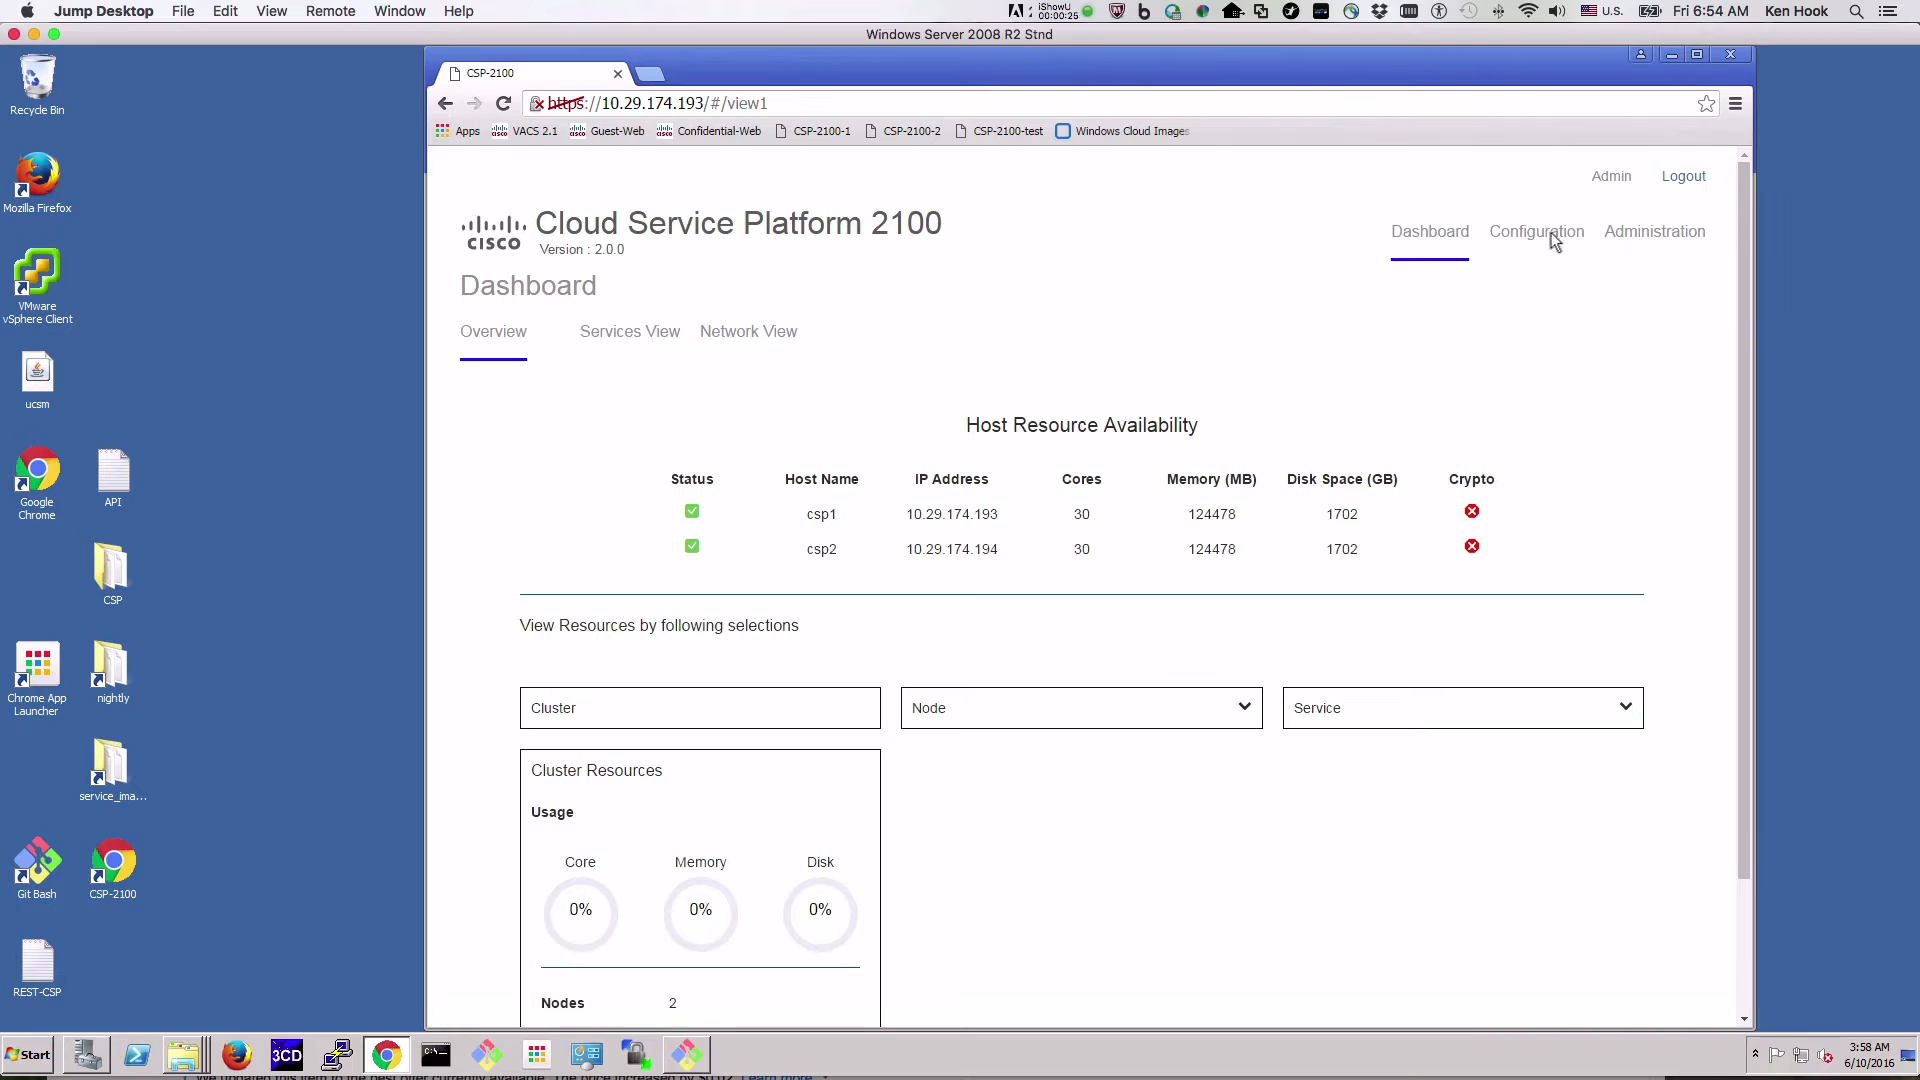 Jump Desktop File Edit View Remote Window Help
iShowU
00:00:25
U.S. Fri 6:54 AM Ken Hook
Windows Server 2008 R2 Stnd
CSP-2100
https://10.29.174.193/#/view1
Apps VACS 2.1 Guest-Web Confidential-Web CSP-2100-1 CSP-2100-2 CSP-2100-test Windows Cloud Images
Admin Logout
CISCO
Cloud Service Platform 2100
Version : 2.0.0
Dashboard Configuration Administration
Dashboard
Overview Services View Network View
Host Resource Availability
Status Host Name IP Address Cores Memory (MB) Disk Space (GB) Crypto
csp1 10.29.174.193 30 124478 1702
csp2 10.29.174.194 30 124478 1702
View Resources by following selections
Cluster Node Service
Cluster Resources
Usage
Core Memory Disk
0% 0% 0%
Nodes 2
Recycle Bin
Mozilla Firefox
VMware
vSphere Client
ucsm
Google
Chrome
API
CSP
Chrome App
Launcher
nightly
service_ima...
Git Bash
CSP-2100
REST-CSP
Start
3CD
C:\.
3:58 AM
6/10/2016